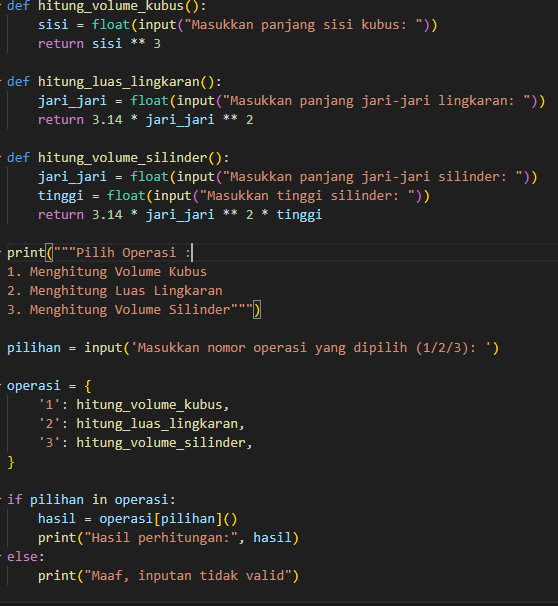 def hitung_volume_kubus():
    sisi = float(input("Masukkan panjang sisi kubus: "))
    return sisi ** 3
def hitung_luas_lingkaran():
    jari_jari = float(input("Masukkan panjang jari-jari lingkaran: "))
    return 3.14 * jari_jari ** 2
def hitung_volume_silinder():
    jari_jari = float(input("Masukkan panjang jari-jari silinder: "))
    tinggi = float(input("Masukkan tinggi silinder: "))
    return 3.14 * jari_jari ** 2 * tinggi
print("""Pilih Operasi :
1. Menghitung Volume Kubus
2. Menghitung Luas Lingkaran
3. Menghitung Volume Silinder""")
pilihan = input('Masukkan nomor operasi yang dipilih (1/2/3): ')
operasi = {
    '1': hitung_volume_kubus,
    '2': hitung_luas_lingkaran,
    '3': hitung_volume_silinder,
}
if pilihan in operasi:
    hasil = operasi[pilihan]()
    print("Hasil perhitungan:", hasil)
else:
    print("Maaf, inputan tidak valid")